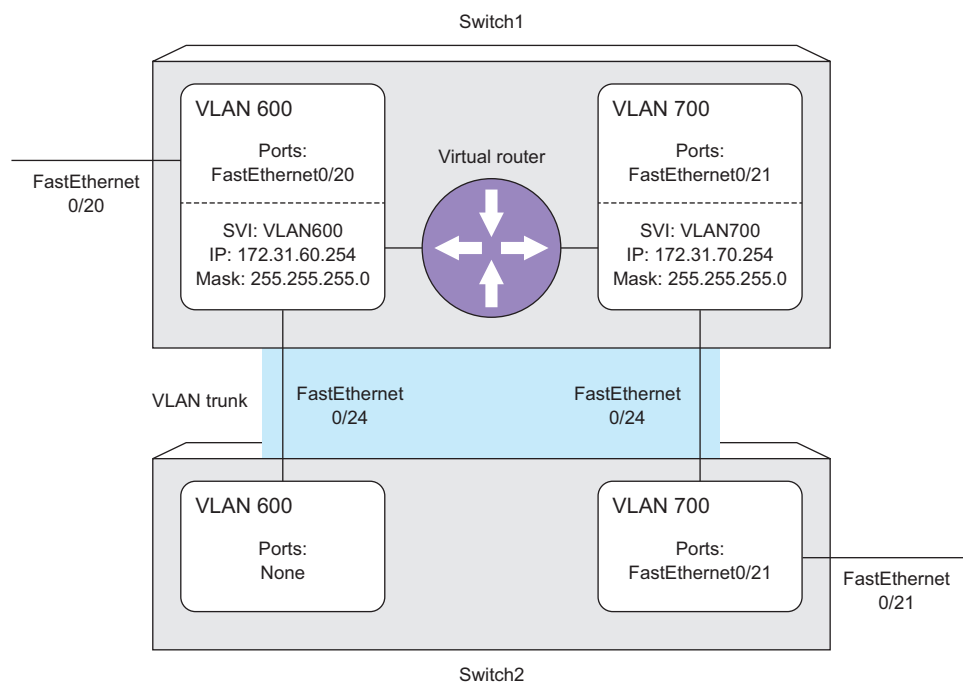 Switch1
VLAN 600
Ports:
FastEthernet0/20
SVI: VLAN600
IP: 172.31.60.254
Mask: 255.255.255.0
FastEthernet
0/20
Virtual router
VLAN 700
Ports:
FastEthernet0/21
SVI: VLAN700
IP: 172.31.70.254
Mask: 255.255.255.0
VLAN trunk
FastEthernet
0/24
FastEthernet
0/24
VLAN 600
Ports:
None
VLAN 700
Ports:
FastEthernet0/21
FastEthernet
0/21
Switch2